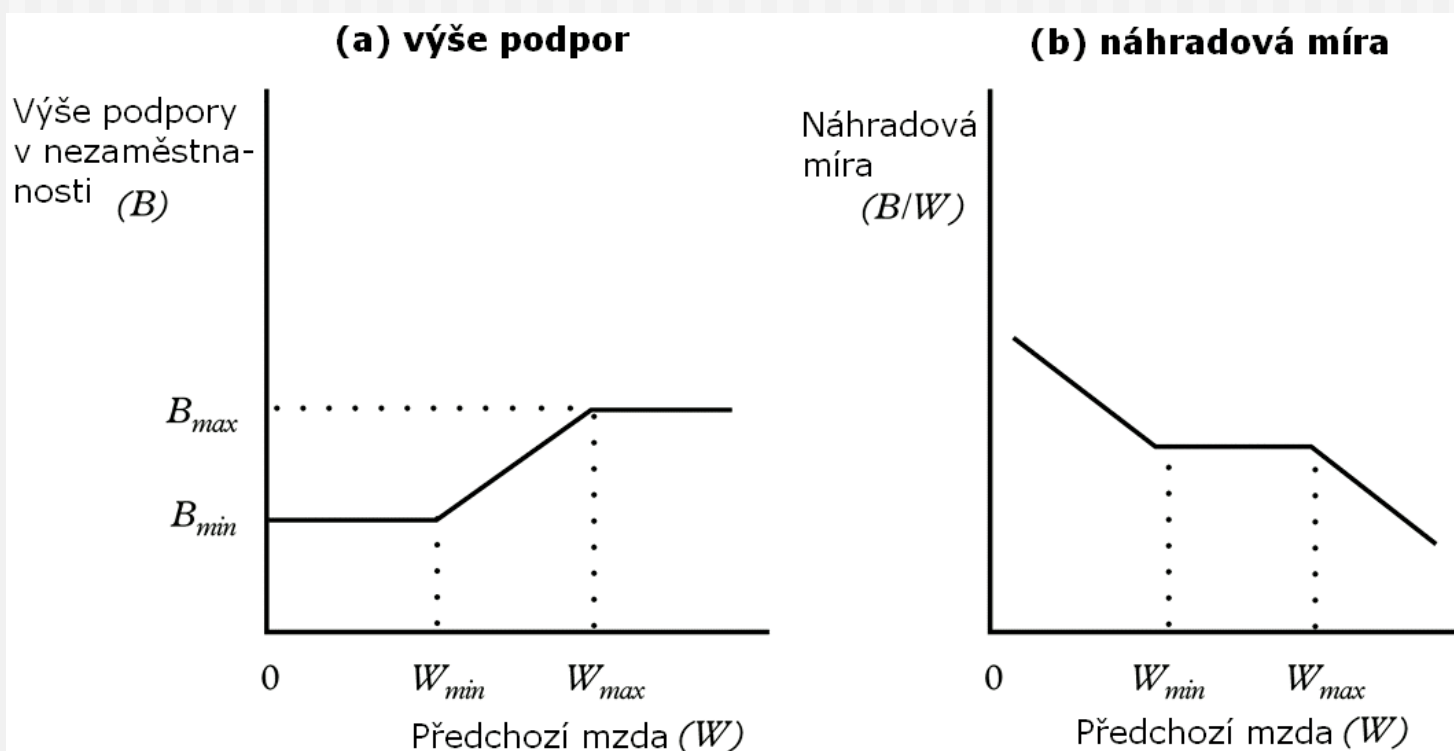 (a) výše podpor
Výše podpory
v nezaměstna-
nosti (B)
B_max
B_min
0 W_min W_max
Předchozí mzda (W)
(b) náhradová míra
Náhradová
míra
(B/W)
0 W_min W_max
Předchozí mzda (W)